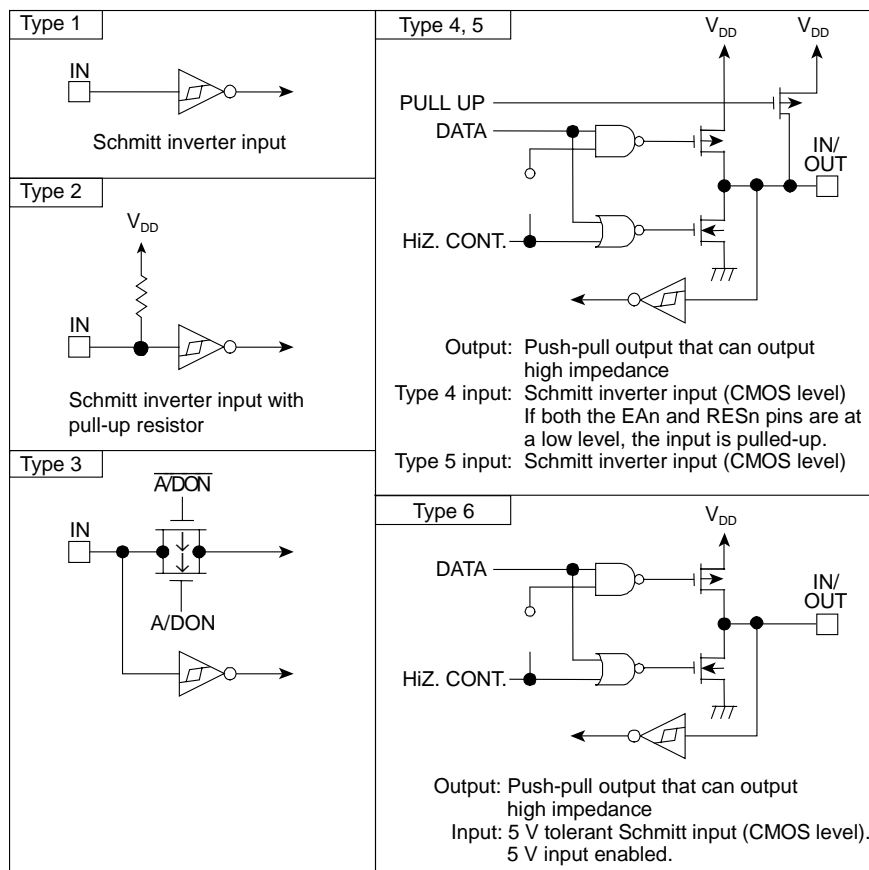 Type 1
IN
Schmitt inverter input
Type 2
VDD
IN
Schmitt inverter input with
pull-up resistor
Type 3
A/DON
IN
A/DON
Type 4, 5
VDD VDD
PULL UP
DATA
IN/
OUT
HiZ. CONT.
Output: Push-pull output that can output
high impedance
Type 4 input: Schmitt inverter input (CMOS level)
If both the EAn and RESn pins are at
a low level, the input is pulled-up.
Type 5 input: Schmitt inverter input (CMOS level)
Type 6
VDD
DATA
IN/
OUT
HiZ. CONT.
Output: Push-pull output that can output
high impedance
Input: 5 V tolerant Schmitt input (CMOS level).
5 V input enabled.